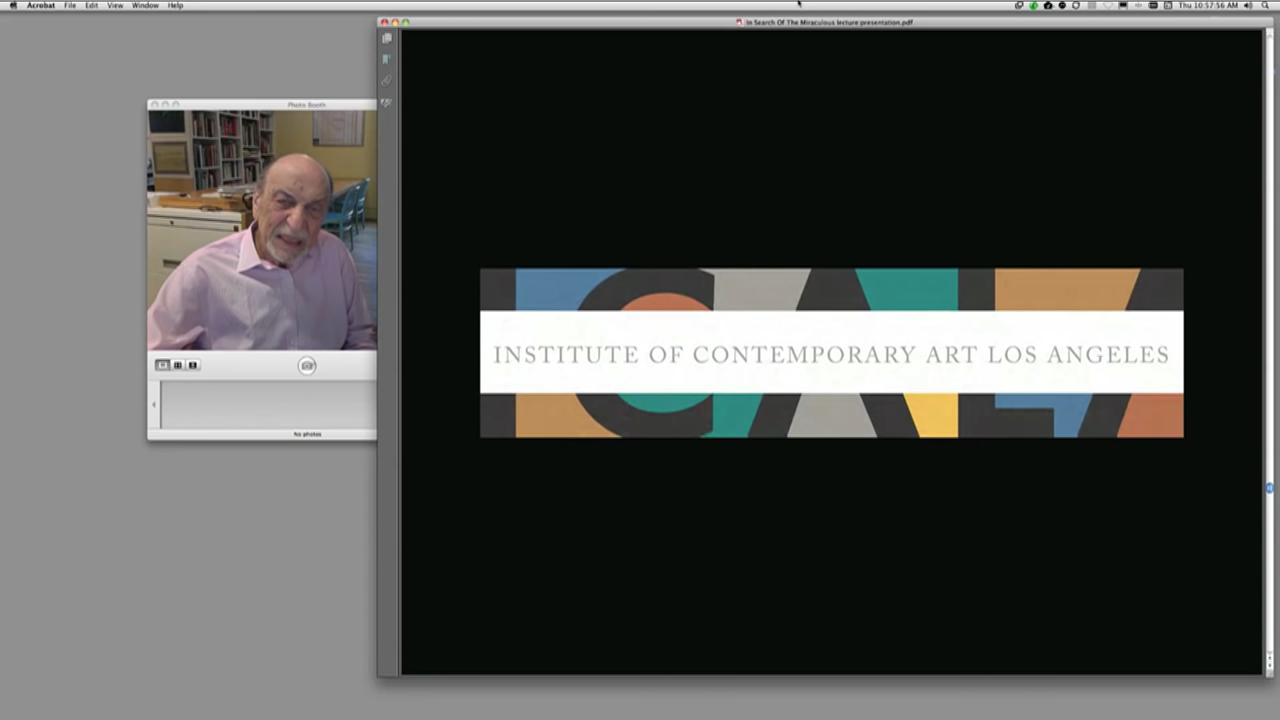 Acrobat File Edit View Window Help
Thu 10:57:56 AM
In Search Of The Miraculous lecture presentation.pdf
Photo Booth
ICALA
INSTITUTE OF CONTEMPORARY ART LOS ANGELES
No photos